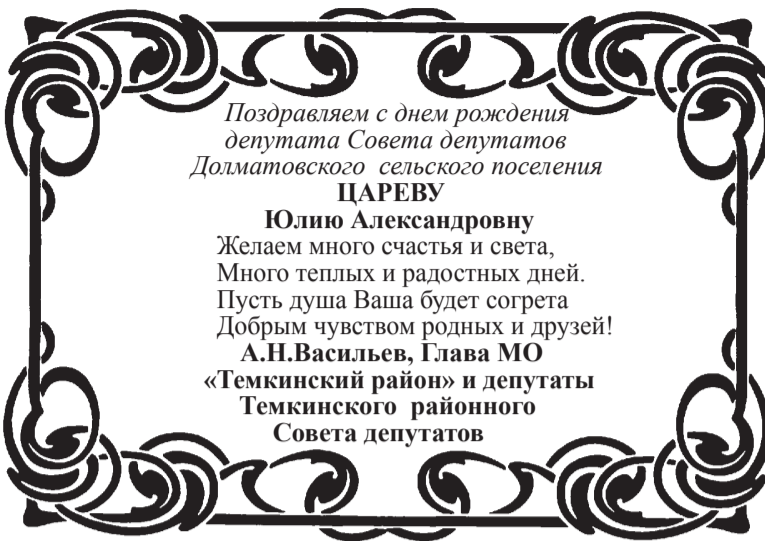 Поздравляем с днем рождения
депутата Совета депутатов
Долматовского сельского поселения
ЦАРЕВУ
Юлию Александровну
Желаем много счастья и света,
Много теплых и радостных дней.
Пусть душа Ваша будет согрета
Добрым чувством родных и друзей!
А.Н.Васильев, Глава МО
«Темкинский район» и депутаты
Темкинского районного
Совета депутатов